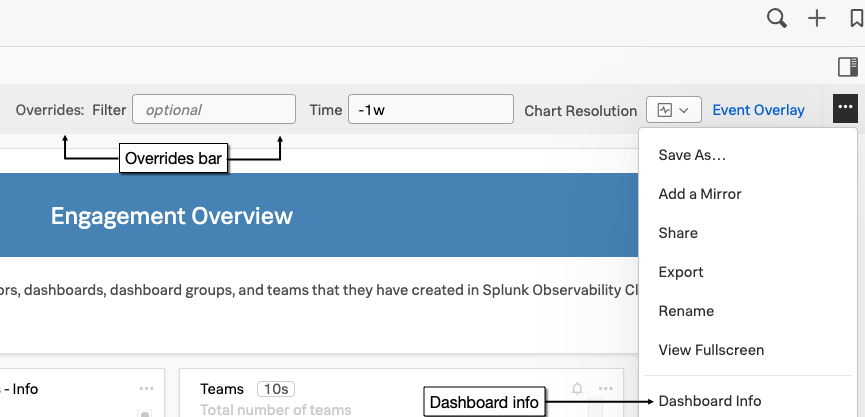 Overrides: Filter optional Time -1w Chart Resolution Event Overlay
Overrides bar
Save As...
Add a Mirror
Engagement Overview
Share
Export
ors, dashboards, dashboard groups, and teams that they have created in Splunk Observability Cl
Rename
View Fullscreen
- Info
Teams 10s
Dashboard info
Dashboard Info
Total number of teams